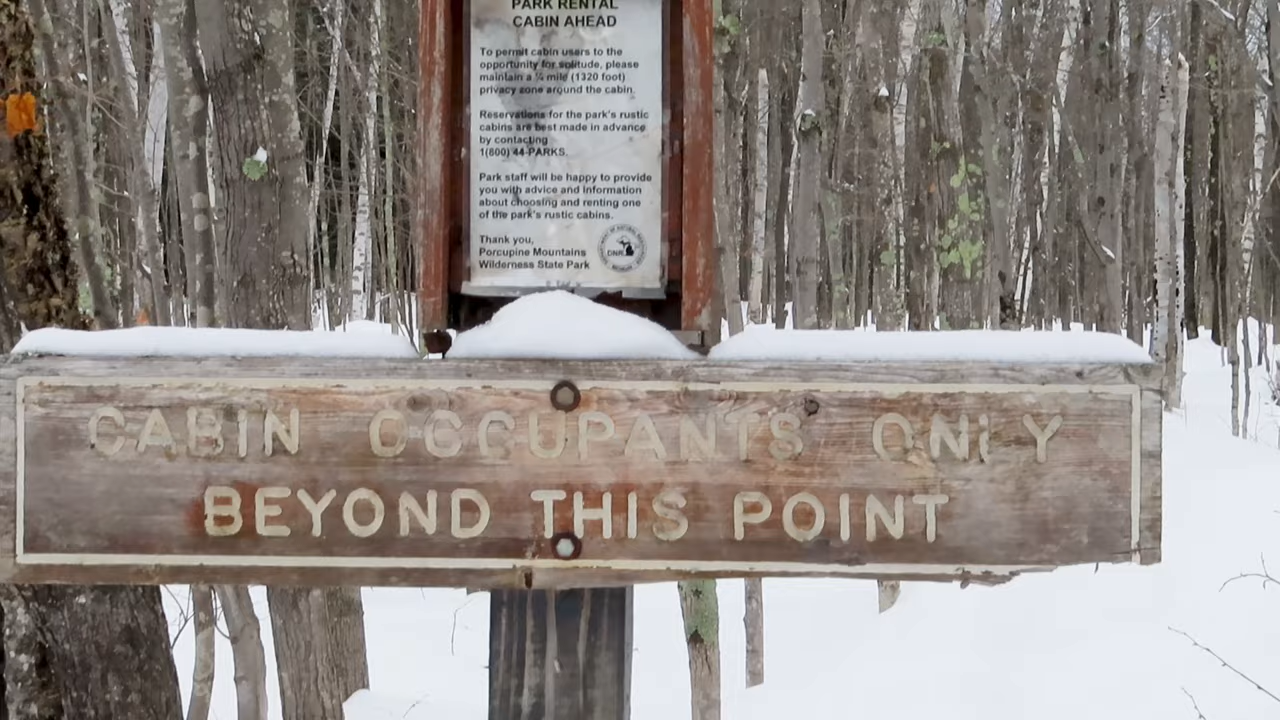 PARK RENTAL
CABIN AHEAD
To permit cabin users to the
opportunity for solitude, please
maintain a ¼ mile (1320 foot)
privacy zone around the cabin.
Reservations for the park's rustic
cabins are best made in advance
by contacting
1(800) 44-PARKS.
Park staff will be happy to provide
you with advice and information
about choosing and renting one
of the park's rustic cabins.
Thank you,
Porcupine Mountains
Wilderness State Park
DNR
CABIN OCCUPANTS ONLY
BEYOND THIS POINT